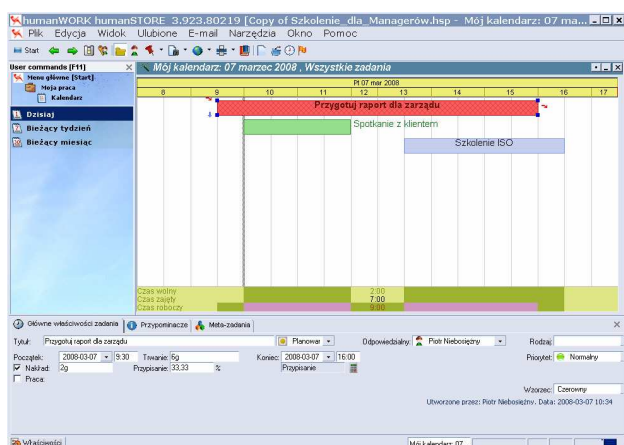 humanWORK humanSTORE 3.923.80219 [Copy of Szkolenie_dla_Managerów.hsp - Mój kalendarz: 07 ma...
Plik Edycja Widok Ulubione E-mail Narzędzia Okno Pomoc
Start
User commands [F11]
Mój kalendarz: 07 marzec 2008 , Wszystkie zadania
Menu główne [Start]
Moja praca
Kalendarz
Dzisiaj
Bieżący tydzień
Bieżący miesiąc
Pt 07 mar 2008
8 9 10 11 12 13 14 15 16 17
Przygotuj raport dla zarządu
Spotkanie z klientem
Szkolenie ISO
Czas wolny 2:00
Czas zajęty 7:00
Czas roboczy 9:00
Główne właściwości zadania Przypominacze Meta-zadania
Tytuł: Przygotuj raport dla zarządu Planowar Odpowiedzialny: Piotr Niebosiężny Rodzaj:
Początek: 2008-03-07 9:30 Trwanie: 6g Koniec: 2008-03-07 16:00 Priorytet: Normalny
Nakład: 2g Przypisanie: 33,33 % Przypisanie
Praca:
Wzorzec: Czerowny
Utworzone przez: Piotr Niebosiężny. Data: 2008-03-07 10:34
Właściwości Mój kalendarz: 07